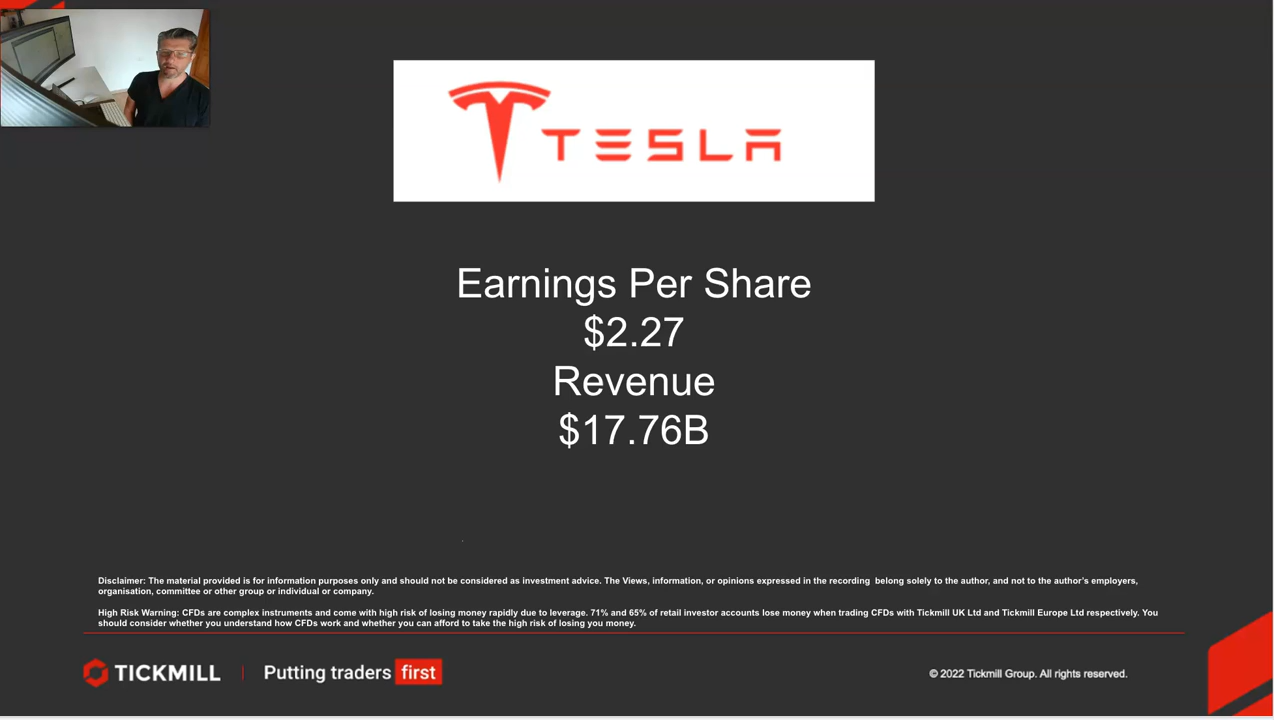 TESLA
Earnings Per Share
$2.27
Revenue
$17.76B
Disclaimer: The material provided is for information purposes only and should not be considered as investment advice. The Views, information, or opinions expressed in the recording belong solely to the author, and not to the author's employers,
organisation, committee or other group or individual or company.
High Risk Warning: CFDs are complex instruments and come with high risk of losing money rapidly due to leverage. 71% and 65% of retail investor accounts lose money when trading CFDs with Tickmill UK Ltd and Tickmill Europe Ltd respectively. You
should consider whether you understand how CFDs work and whether you can afford to take the high risk of losing you money.
TICKMILL | Putting traders first
© 2022 Tickmill Group. All rights reserved.